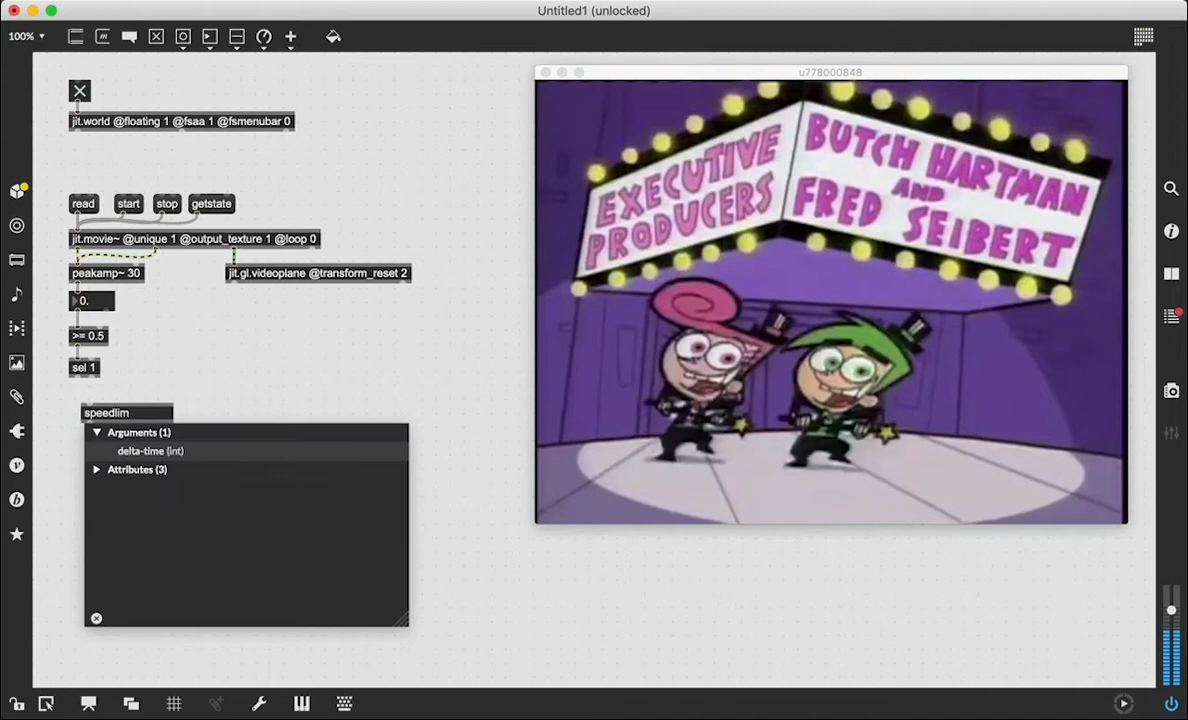 Untitled1 (unlocked)
100%
jit.world @floating 1 @fsaa 1 @fsmenubar 0
read start stop getstate
jit.movie~ @unique 1 @output_texture 1 @loop 0
peakamp~ 30
jit.gl.videoplane @transform_reset 2
0.
>= 0.5
sel 1
speedlim
Arguments (1)
delta-time (int)
Attributes (3)
u778000848
EXECUTIVE
PRODUCERS
BUTCH HARTMAN
AND
FRED SEIBERT